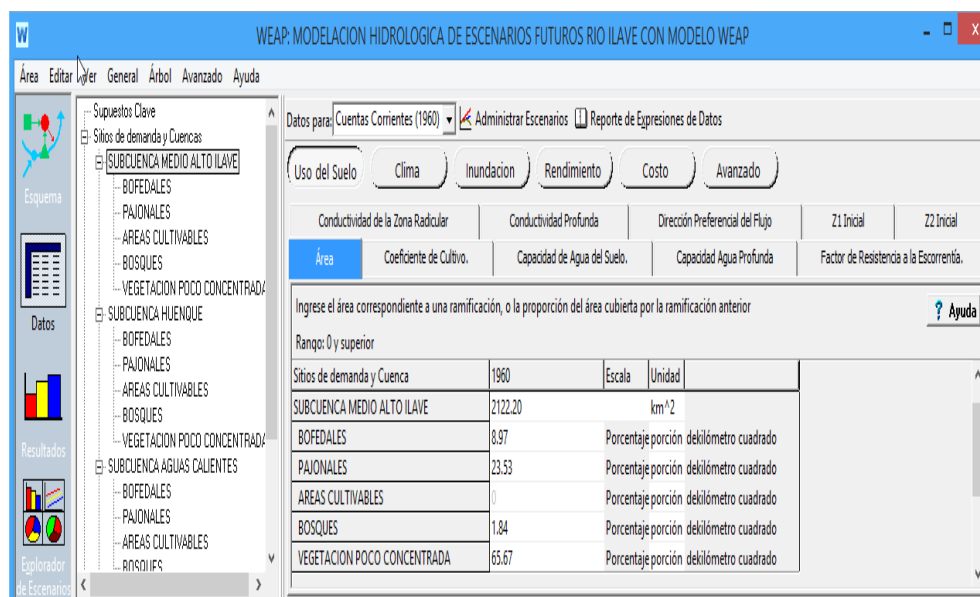 W WEAP: MODELACION HIDROLOGICA DE ESCENARIOS FUTUROS RIO ILAVE CON MODELO WEAP
Área Editar Ver General Árbol Avanzado Ayuda
Esquema
Datos
Resultados
Explorador
de Escenarios
Supuestos Clave
Sitios de demanda y Cuencas
SUBCUENCA MEDIO ALTO ILAVE
BOFEDALES
PAJONALES
AREAS CULTIVABLES
BOSQUES
VEGETACION POCO CONCENTRADA
SUBCUENCA HUENQUE
BOFEDALES
PAJONALES
AREAS CULTIVABLES
BOSQUES
VEGETACION POCO CONCENTRADA
SUBCUENCA AGUAS CALIENTES
BOFEDALES
PAJONALES
AREAS CULTIVABLES
BOSQUES
Datos para: Cuentas Corrientes (1960) Administrar Escenarios Reporte de Expresiones de Datos
Uso del Suelo Clima Inundacion Rendimiento Costo Avanzado
Conductividad de la Zona Radicular Conductividad Profunda Dirección Preferencial del Flujo Z1 Inicial Z2 Inicial
Área Coeficiente de Cultivo. Capacidad de Agua del Suelo. Capacidad Agua Profunda Factor de Resistencia a la Escorrentía.
Ingrese el área correspondiente a una ramificación, o la proporción del área cubierta por la ramificación anterior
? Ayuda
Rango: 0 y superior
Sitios de demanda y Cuenca 1960 Escala Unidad
SUBCUENCA MEDIO ALTO ILAVE 2122.20 km^2
BOFEDALES 8.97 Porcentaje porción dekilómetro cuadrado
PAJONALES 23.53 Porcentaje porción dekilómetro cuadrado
AREAS CULTIVABLES 0 Porcentaje porción dekilómetro cuadrado
BOSQUES 1.84 Porcentaje porción dekilómetro cuadrado
VEGETACION POCO CONCENTRADA 65.67 Porcentaje porción dekilómetro cuadrado